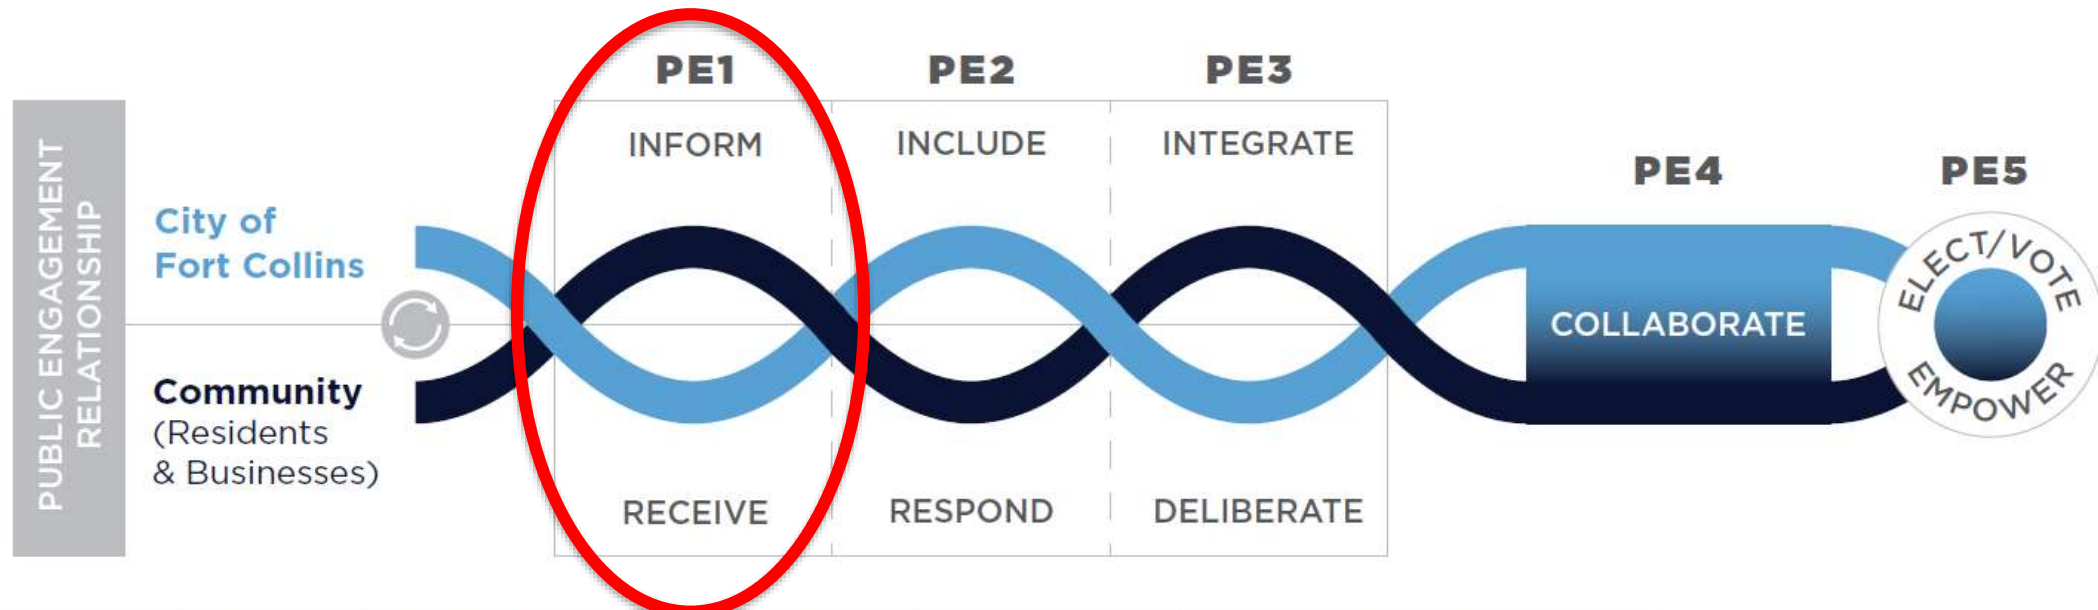 PUBLIC ENGAGEMENT
RELATIONSHIP
City of
Fort Collins
Community
(Residents
& Businesses)
PE1
PE2
PE3
INFORM
INCLUDE
INTEGRATE
RECEIVE
RESPOND
DELIBERATE
PE4
COLLABORATE
PE5
ELECT/VOTE
EMPOWER